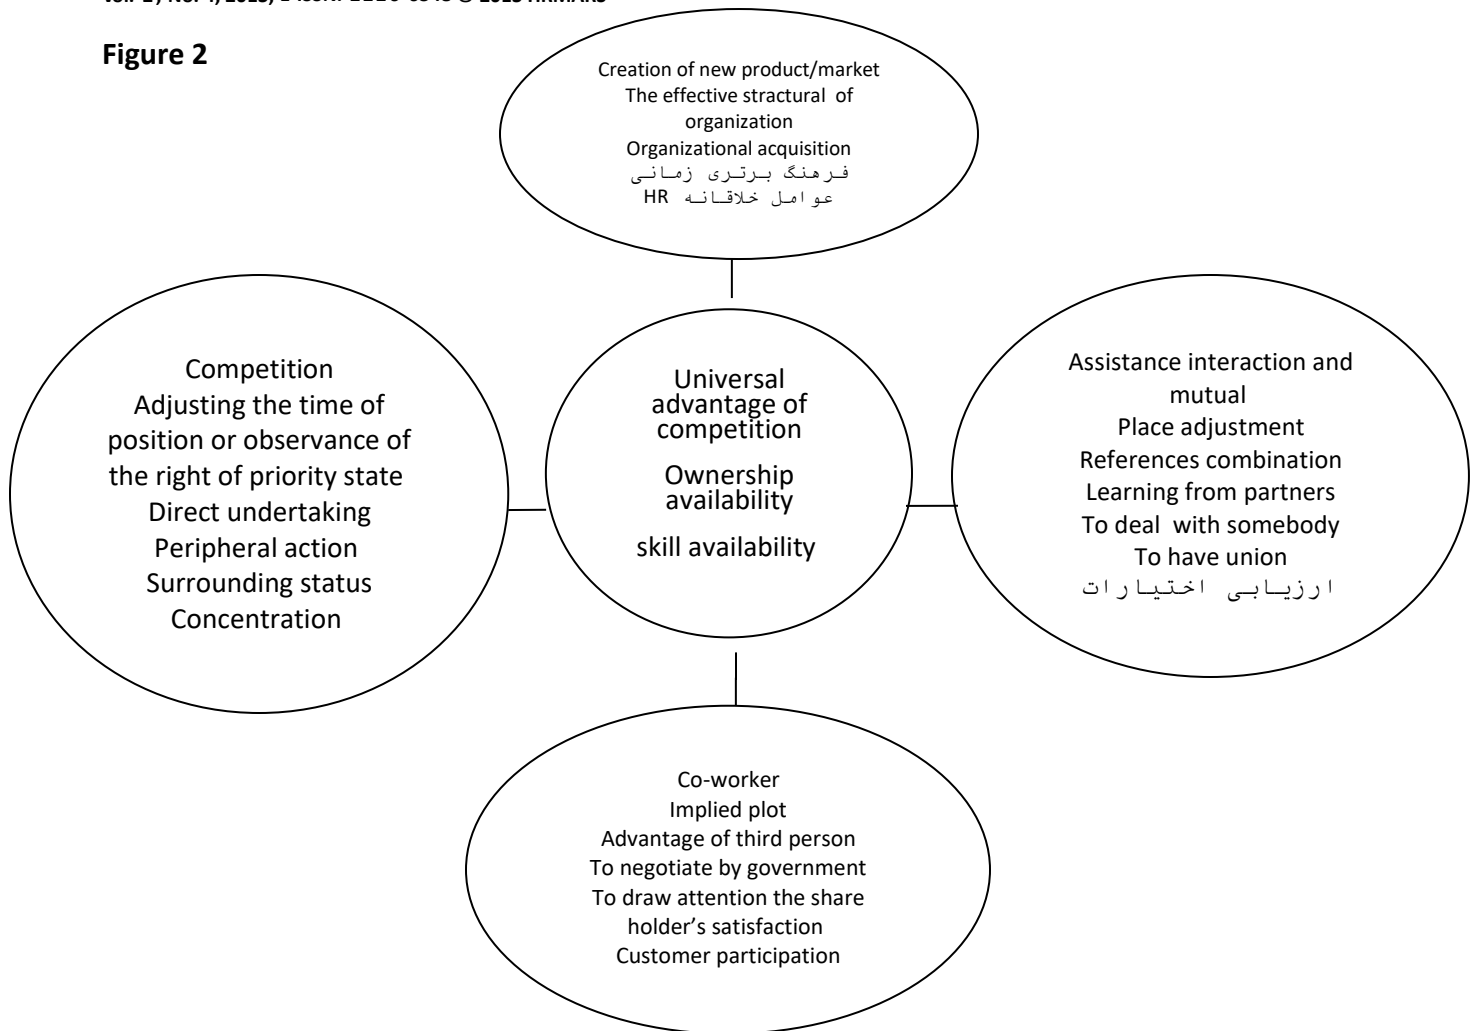 Figure 2
Creation of new product/market
The effective stractural of
organization
Organizational acquisition
فرهنگ برتری زمانی
عوامل خلاقانه HR
Competition
Adjusting the time of
position or observance of
the right of priority state
Direct undertaking
Peripheral action
Surrounding status
Concentration
Universal
advantage of
competition
Ownership
availability
skill availability
Assistance interaction and
mutual
Place adjustment
References combination
Learning from partners
To deal with somebody
To have union
ارزیابی اختیارات
Co-worker
Implied plot
Advantage of third person
To negotiate by government
To draw attention the share
holder’s satisfaction
Customer participation